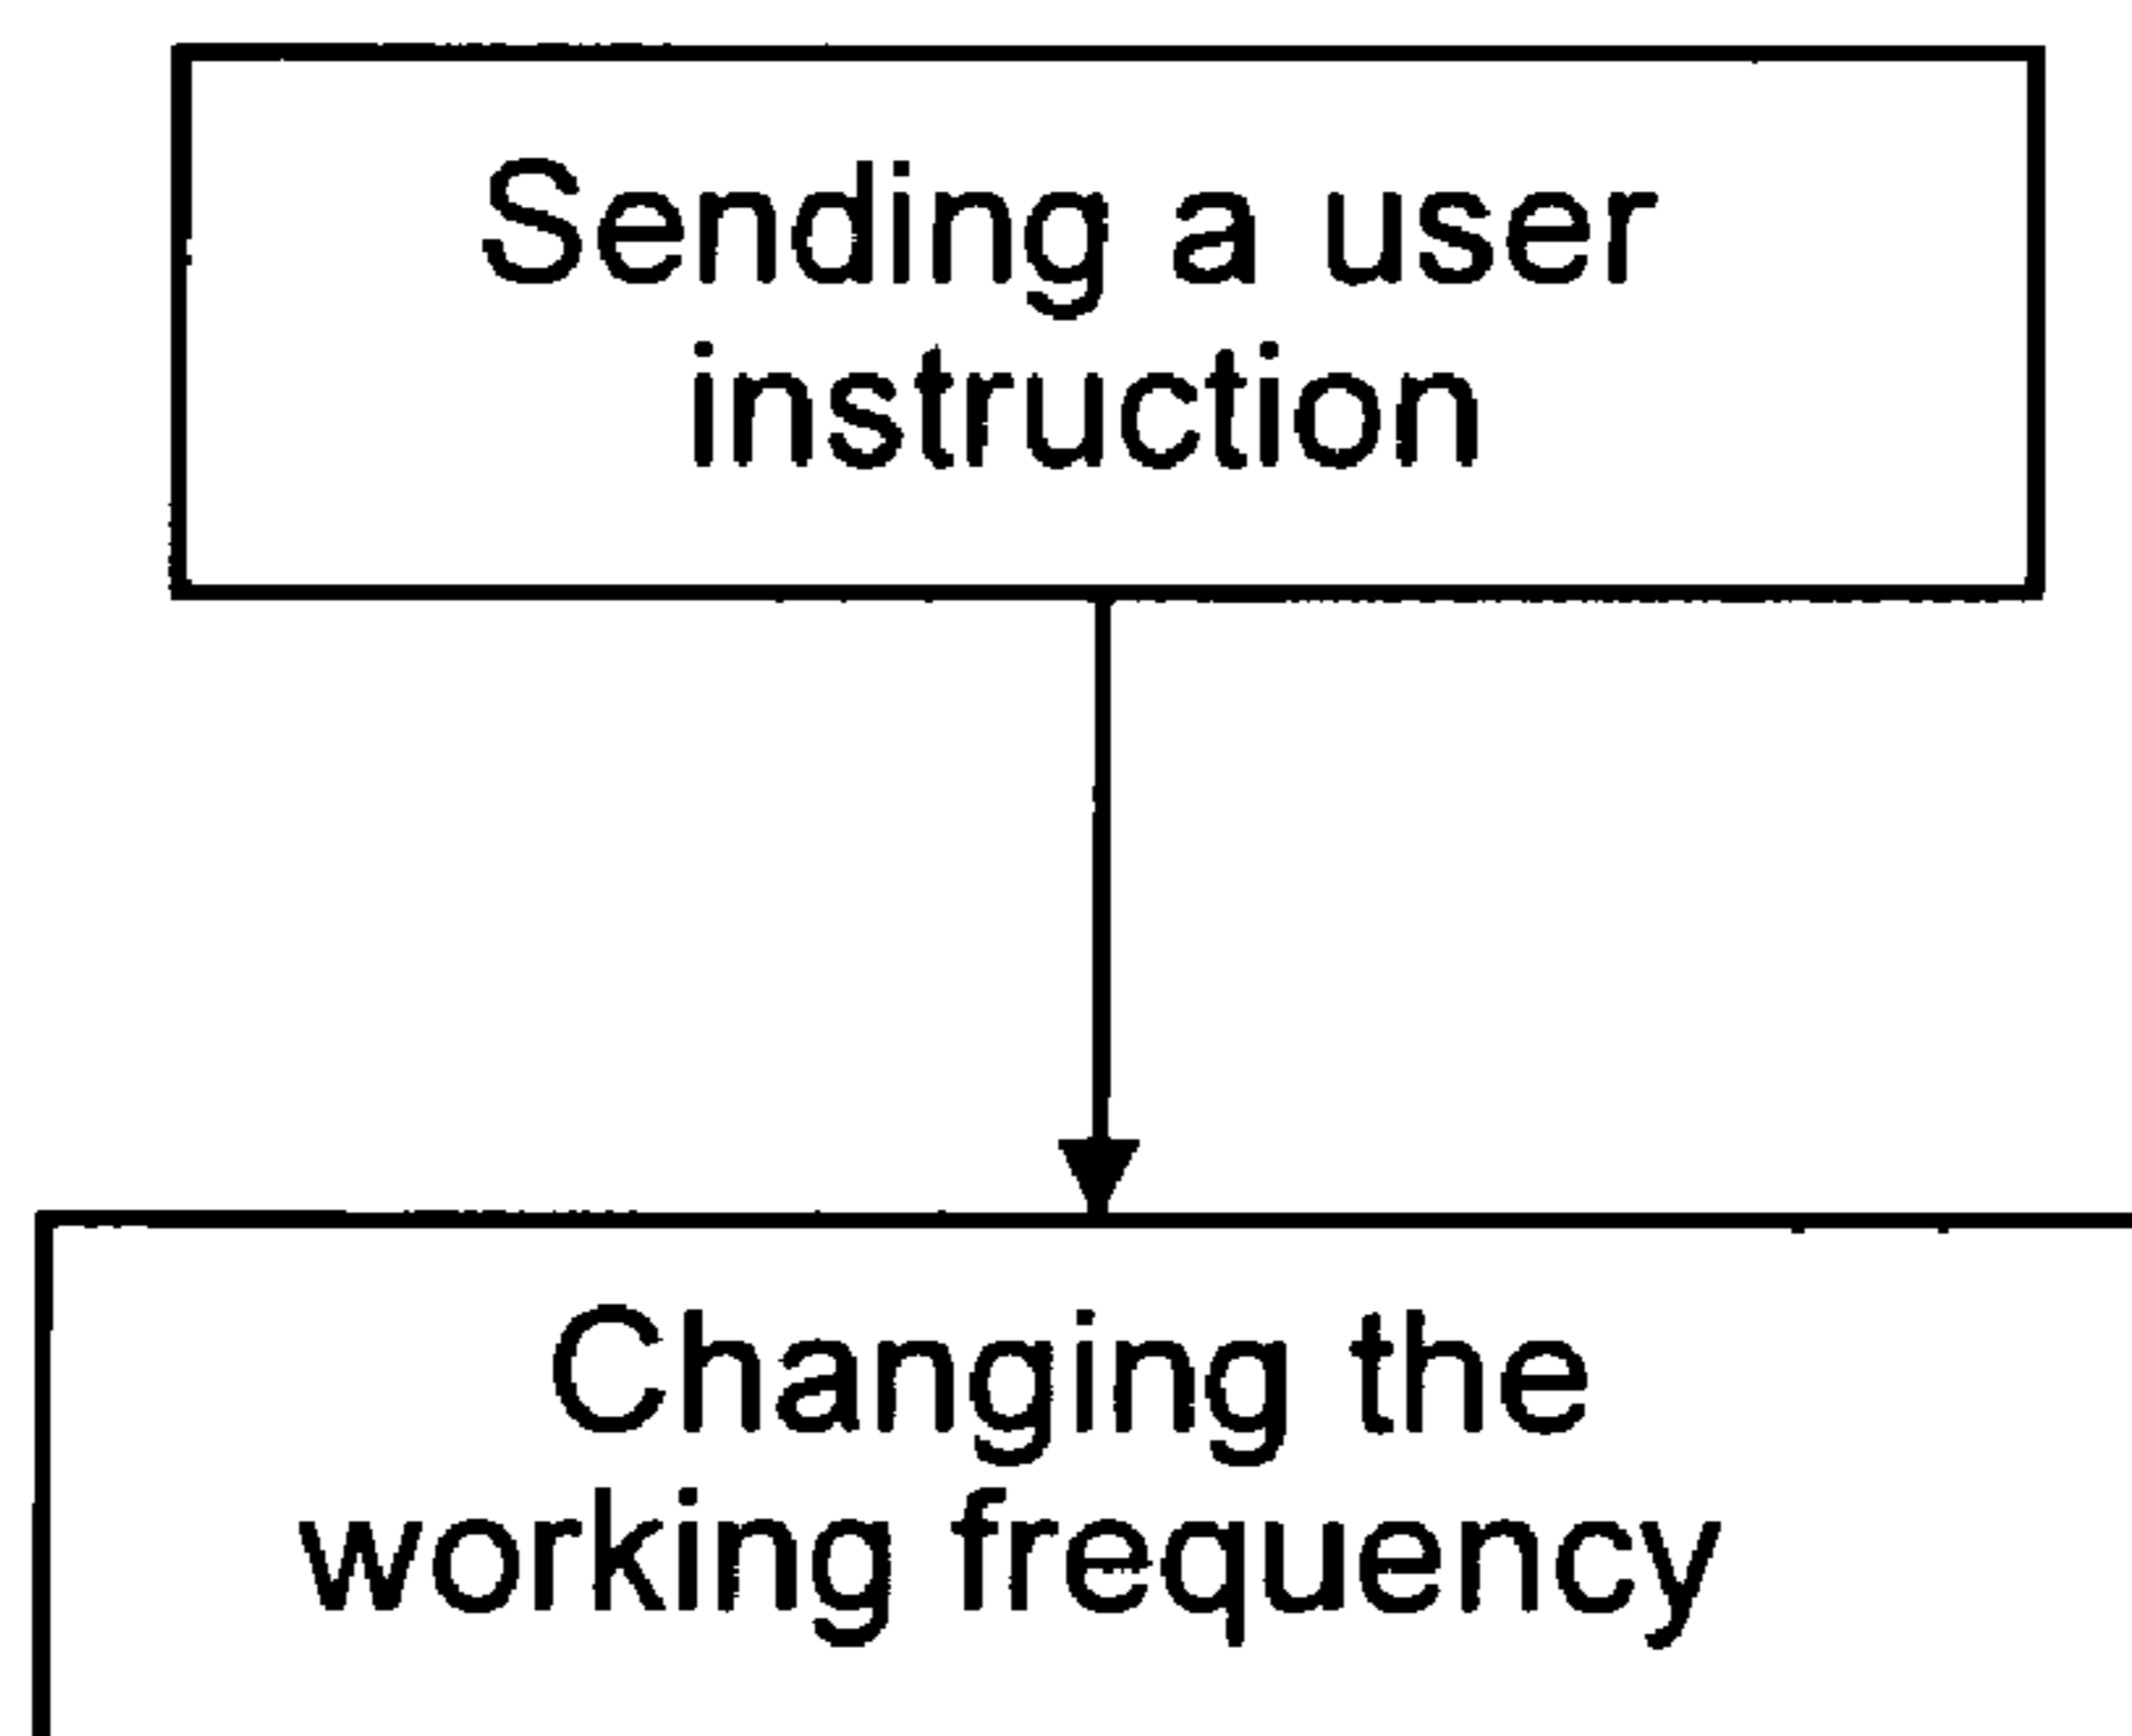 Sending a user
instruction
Changing the
working frequency